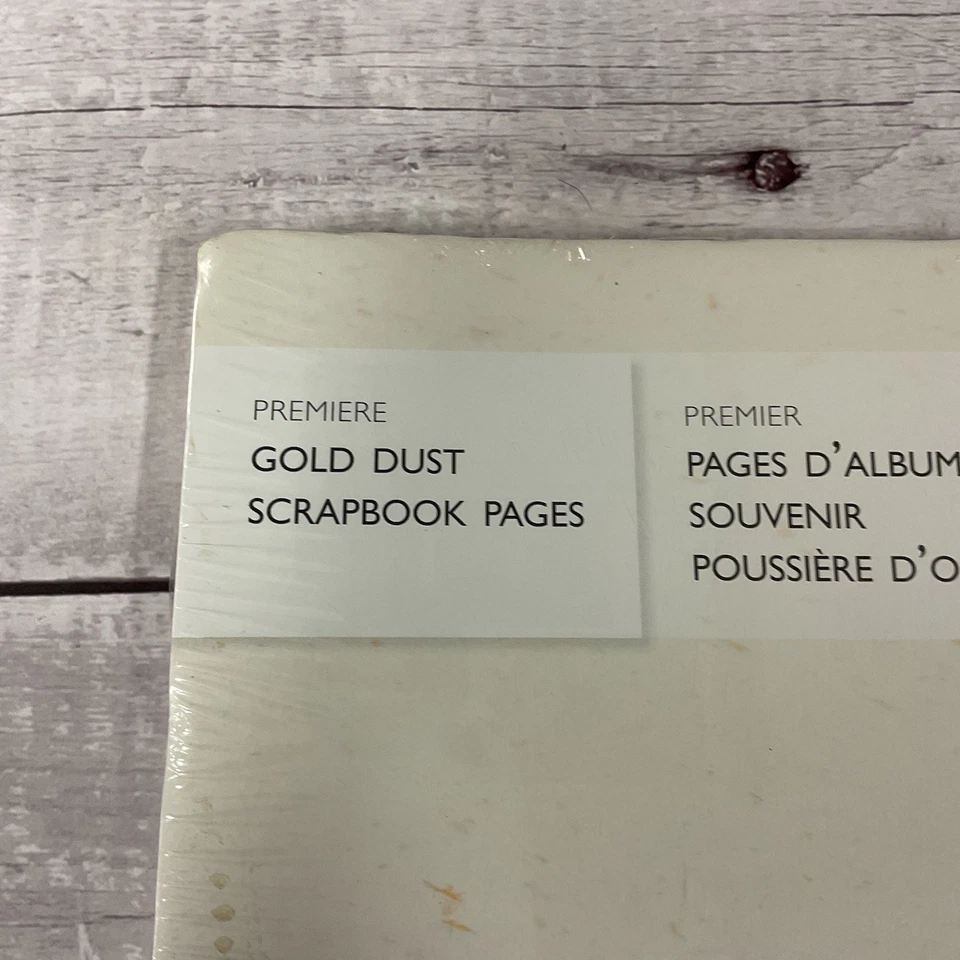 PREMIERE
GOLD DUST
SCRAPBOOK PAGES
PREMIER
PAGES D'ALBUM
SOUVENIR
POUSSIÈRE D'O